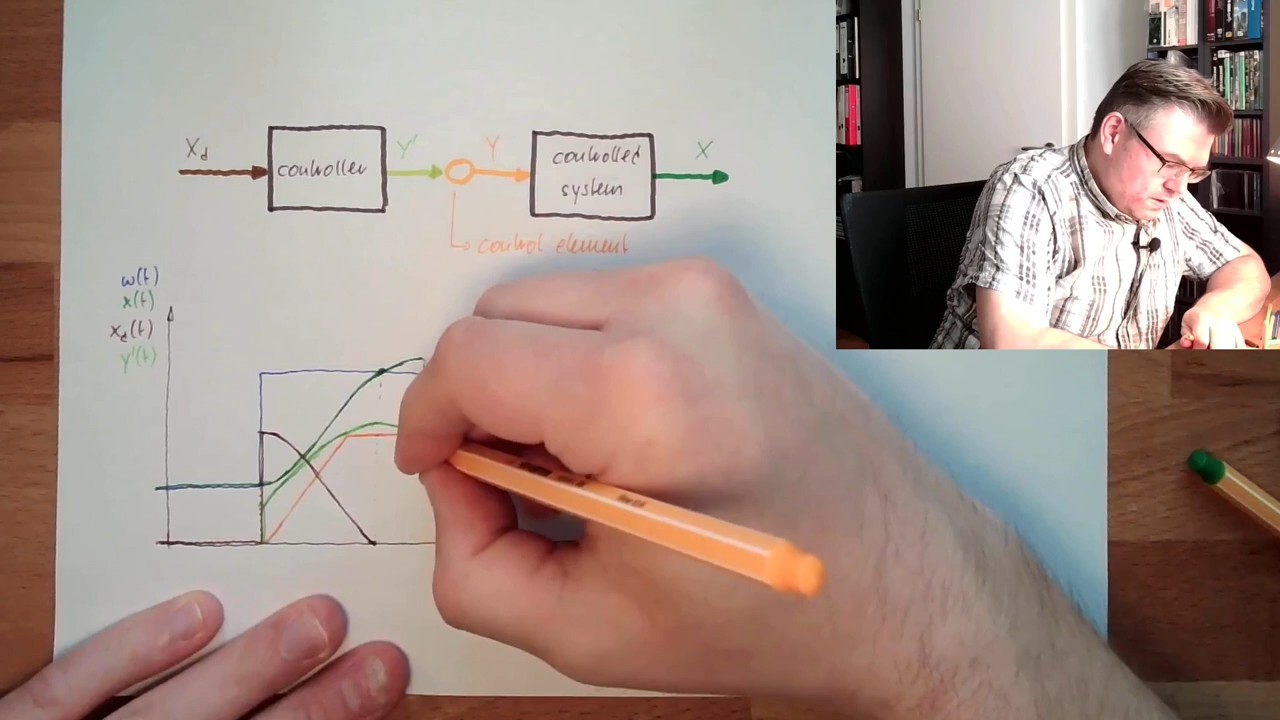 Xd
controller
Y'
Y
controlled
system
X
control element
w(t)
x(t)
xd(t)
y'(t)